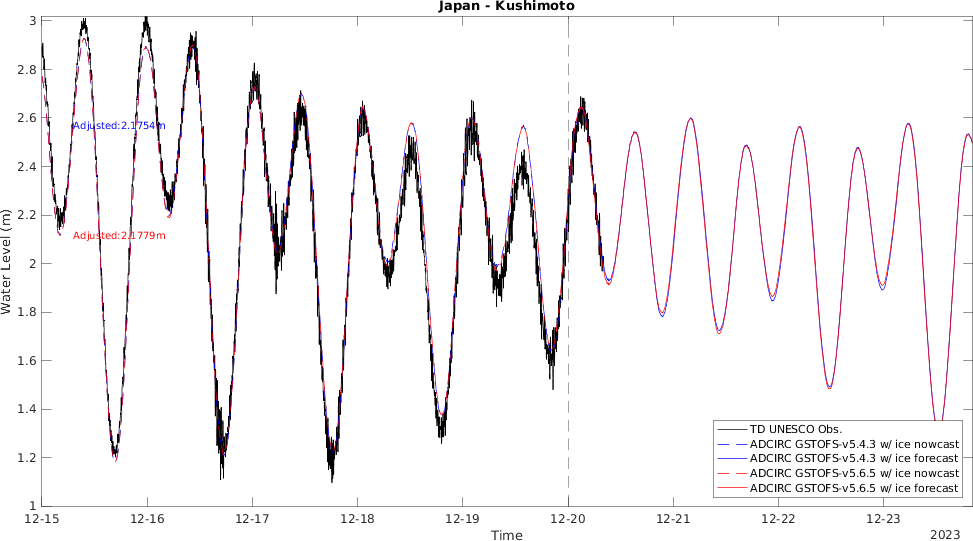 Japan - Kushimoto
3
2.8
2.6
2.4
2.2
2
1.8
1.6
1.4
1.2
1
Water Level (m)
Adjusted:2.1754m
Adjusted:2.1779m
TD UNESCO Obs.
ADCIRC GSTOFS-v5.4.3 w/ ice nowcast
ADCIRC GSTOFS-v5.4.3 w/ ice forecast
ADCIRC GSTOFS-v5.6.5 w/ ice nowcast
ADCIRC GSTOFS-v5.6.5 w/ ice forecast
12-15 12-16 12-17 12-18 12-19 12-20 12-21 12-22 12-23
Time
2023